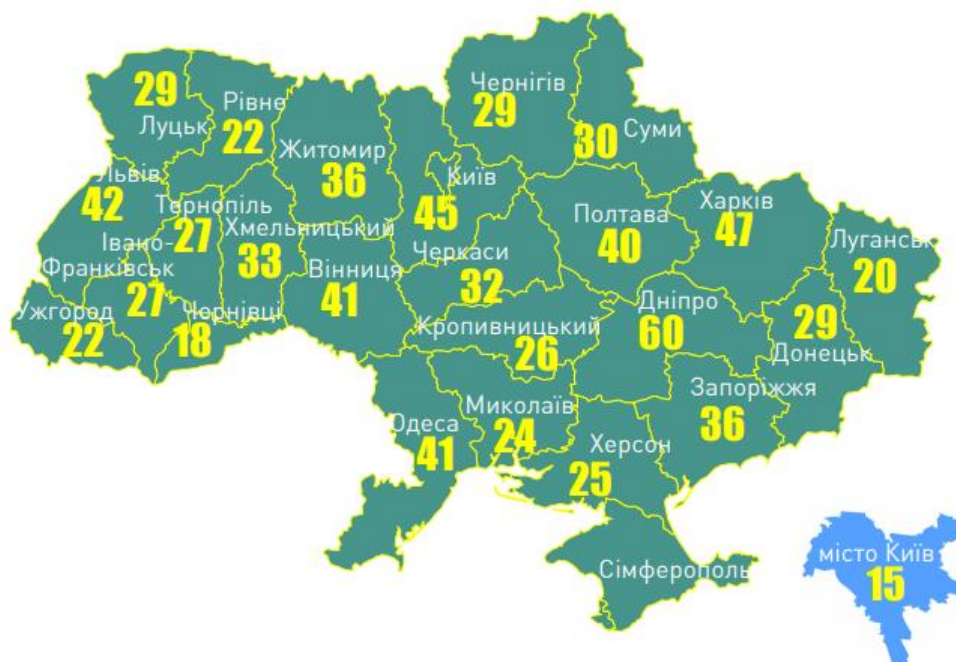 29
Луцьк
Рівне
22
Житомир
36
Київ
45
Чернігів
29
Суми
30
Львів
42
Тернопіль
27
Хмельницький
33
Івано-
Франківськ
27
Ужгород
22
Чернівці
18
Вінниця
41
Черкаси
32
Полтава
40
Харків
47
Луганськ
20
Кропивницький
26
Дніпро
60
29
Донецьк
Запоріжжя
36
Одеса
41
Миколаїв
24
Херсон
25
Сімферополь
місто Київ
15